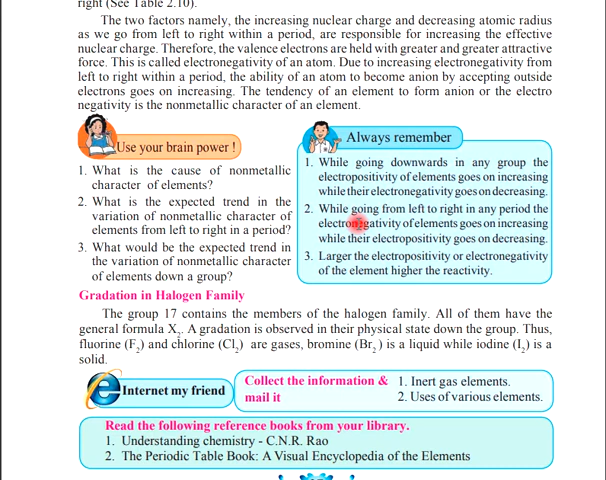 right (See Table 2.10).
The two factors namely, the increasing nuclear charge and decreasing atomic radius
as we go from left to right within a period, are responsible for increasing the effective
nuclear charge. Therefore, the valence electrons are held with greater and greater attractive
force. This is called electronegativity of an atom. Due to increasing electronegativity from
left to right within a period, the ability of an atom to become anion by accepting outside
electrons goes on increasing. The tendency of an element to form anion or the electro
negativity is the nonmetallic character of an element.
Use your brain power !
1. What is the cause of nonmetallic
character of elements?
2. What is the expected trend in the
variation of nonmetallic character of
elements from left to right in a period?
3. What would be the expected trend in
the variation of nonmetallic character
of elements down a group?
Always remember
1. While going downwards in any group the
electropositivity of elements goes on increasing
while their electronegativity goes on decreasing.
2. While going from left to right in any period the
electronegativity of elements goes on increasing
while their electropositivity goes on decreasing.
3. Larger the electropositivity or electronegativity
of the element higher the reactivity.
Gradation in Halogen Family
The group 17 contains the members of the halogen family. All of them have the
general formula X₂. A gradation is observed in their physical state down the group. Thus,
fluorine (F₂) and chlorine (Cl₂) are gases, bromine (Br₂) is a liquid while iodine (I₂) is a
solid.
Internet my friend
Collect the information &
mail it
1. Inert gas elements.
2. Uses of various elements.
Read the following reference books from your library.
1. Understanding chemistry - C.N.R. Rao
2. The Periodic Table Book: A Visual Encyclopedia of the Elements